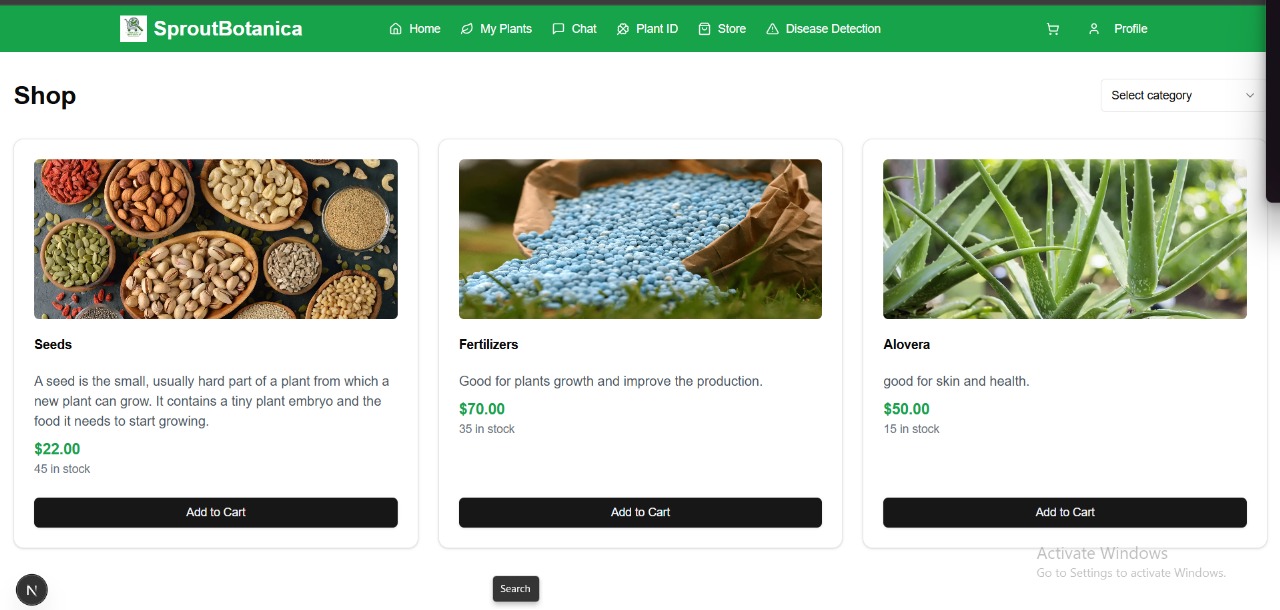 SproutBotanica
Home My Plants Chat Plant ID Store Disease Detection Profile
Shop
Select category
Seeds
A seed is the small, usually hard part of a plant from which a
new plant can grow. It contains a tiny plant embryo and the
food it needs to start growing.
$22.00
45 in stock
Add to Cart
Fertilizers
Good for plants growth and improve the production.
$70.00
35 in stock
Add to Cart
Alovera
good for skin and health.
$50.00
15 in stock
Add to Cart
Activate Windows
Go to Settings to activate Windows.
N
Search